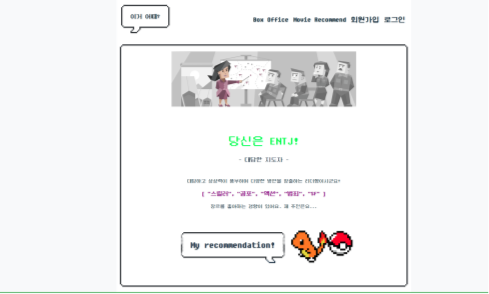 이거 어때?
Box Office Movie Recommend 회원가입 로그인
당신은 ENTJ!
- 대담한 지도자 -
[ "스릴러", "공포", "액션", "범죄", "SF" ]
My recommendation!